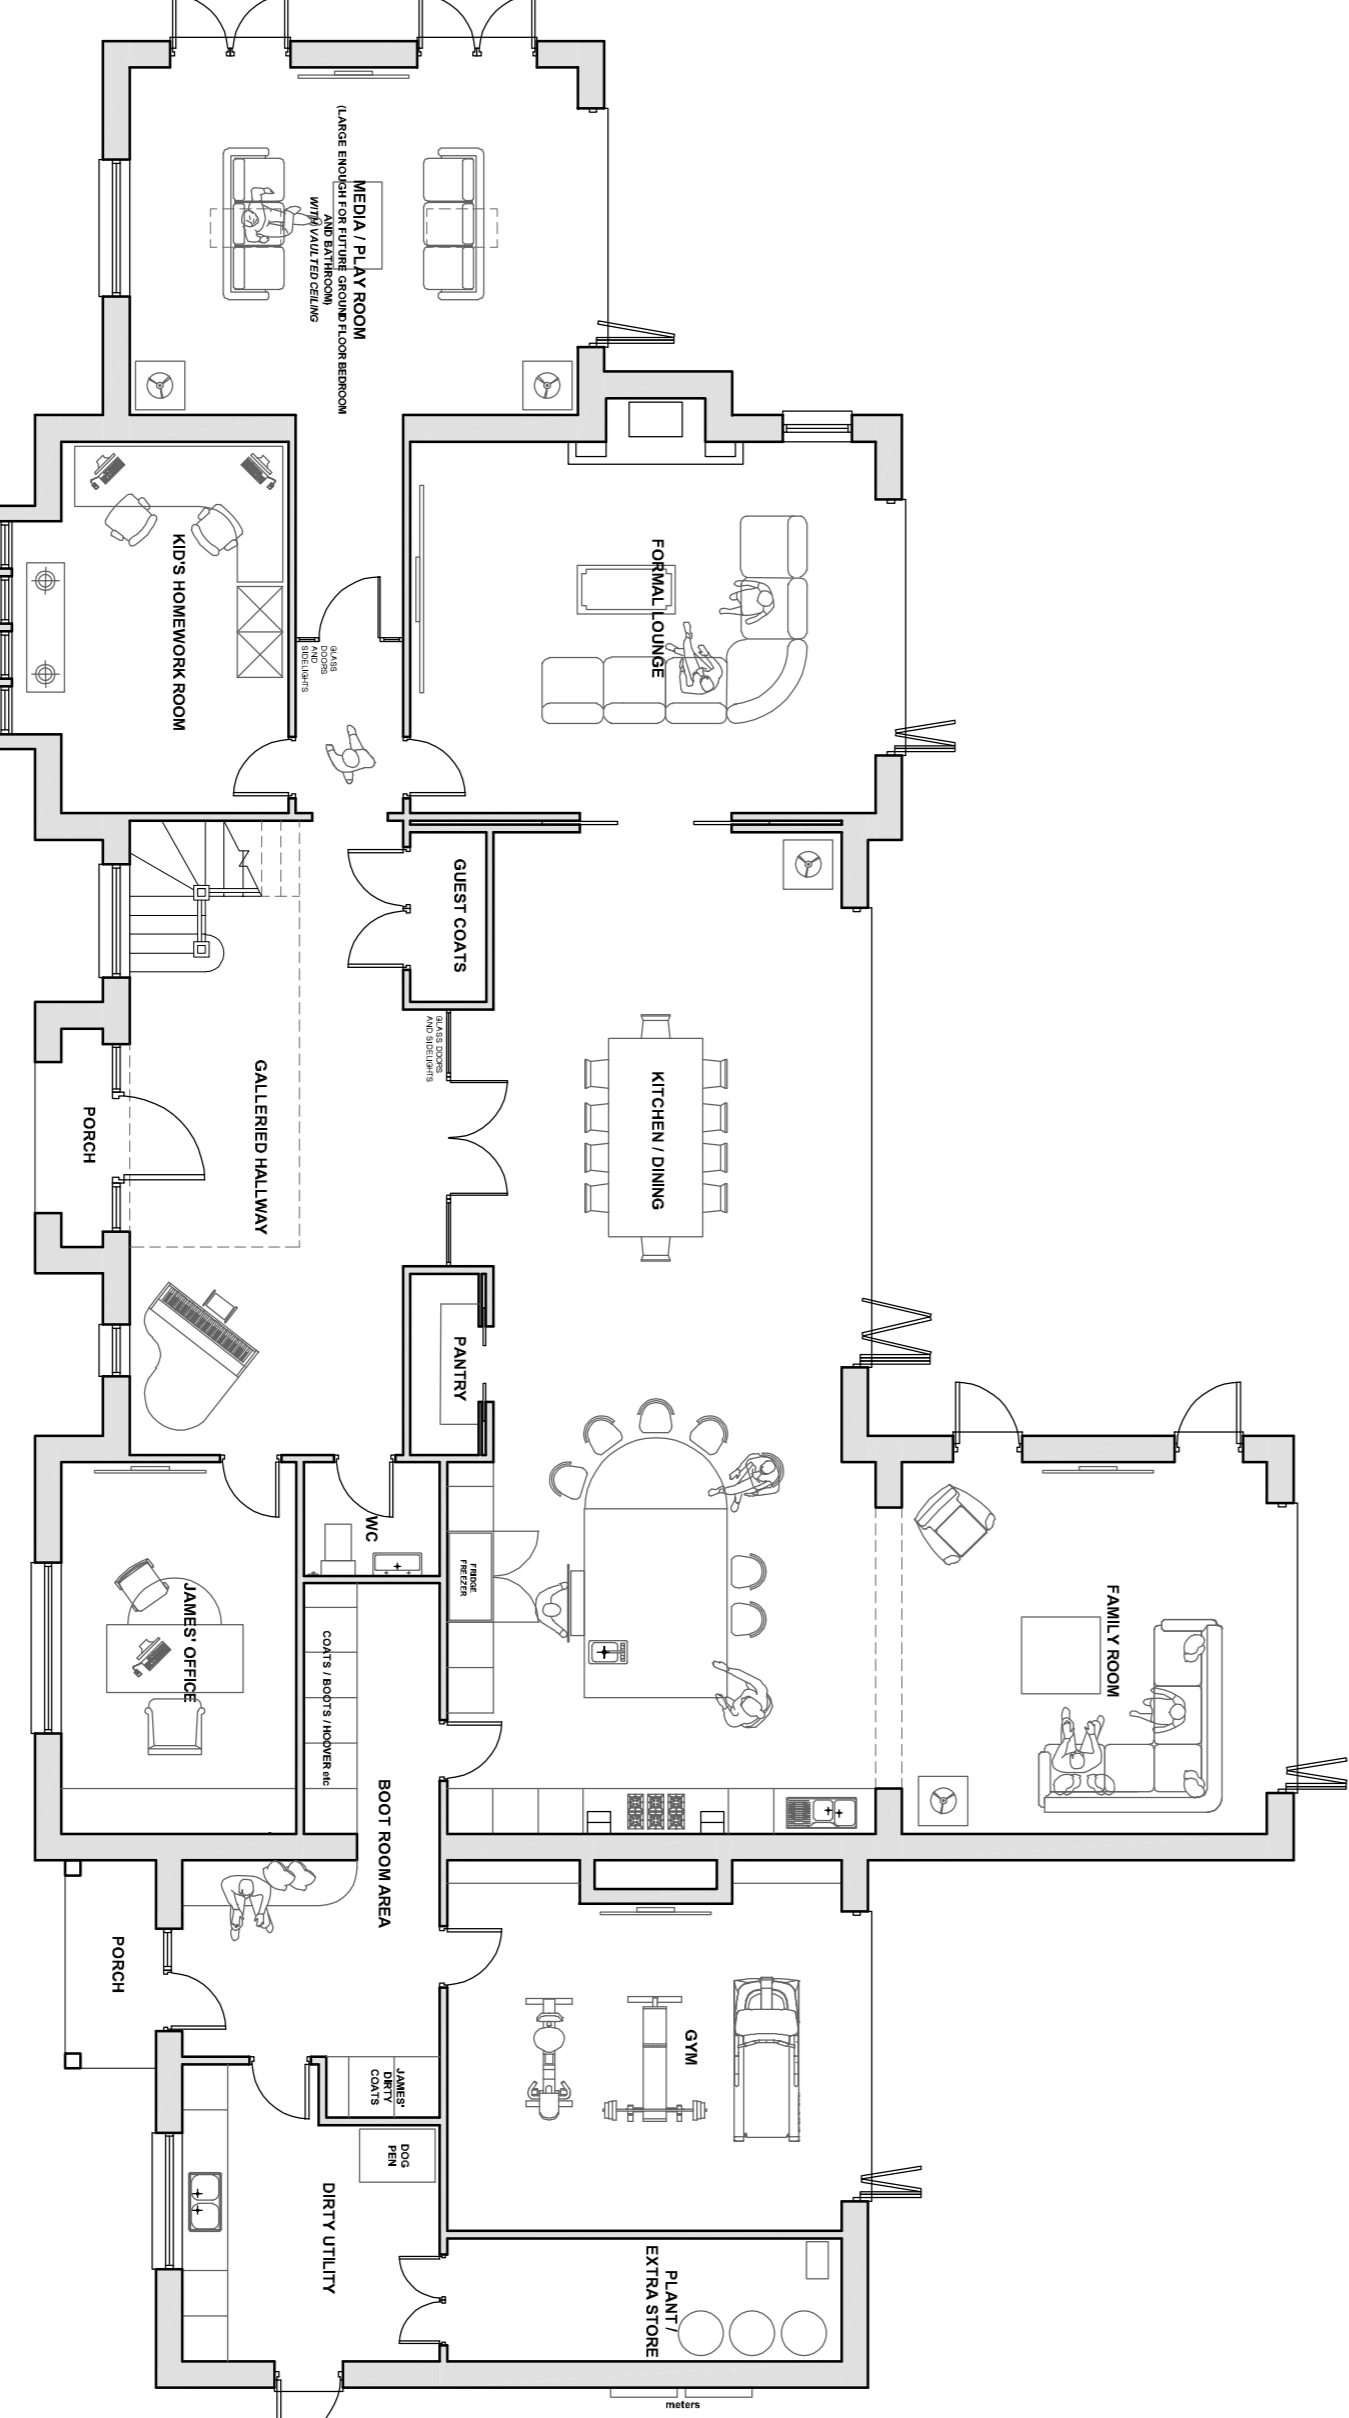 MEDIA / PLAY ROOM
(LARGE ENOUGH FOR FUTURE GROUND FLOOR BEDROOM
AND BATHROOM)
WITH VAULTED CEILING
KID'S HOMEWORK ROOM
FORMAL LOUNGE
GLASS
DOORS
AND
SIDELIGHTS
GUEST COATS
GLASS DOORS
AND SIDELIGHTS
GALLERIED HALLWAY
PORCH
KITCHEN / DINING
PANTRY
WC
FRIDGE
FREEZER
JAMES' OFFICE
COATS / BOOTS / HOOVER etc
FAMILY ROOM
BOOT ROOM AREA
PORCH
GYM
JAMES'
DIRTY
COATS
DOG
PEN
DIRTY UTILITY
PLANT /
EXTRA STORE
meters